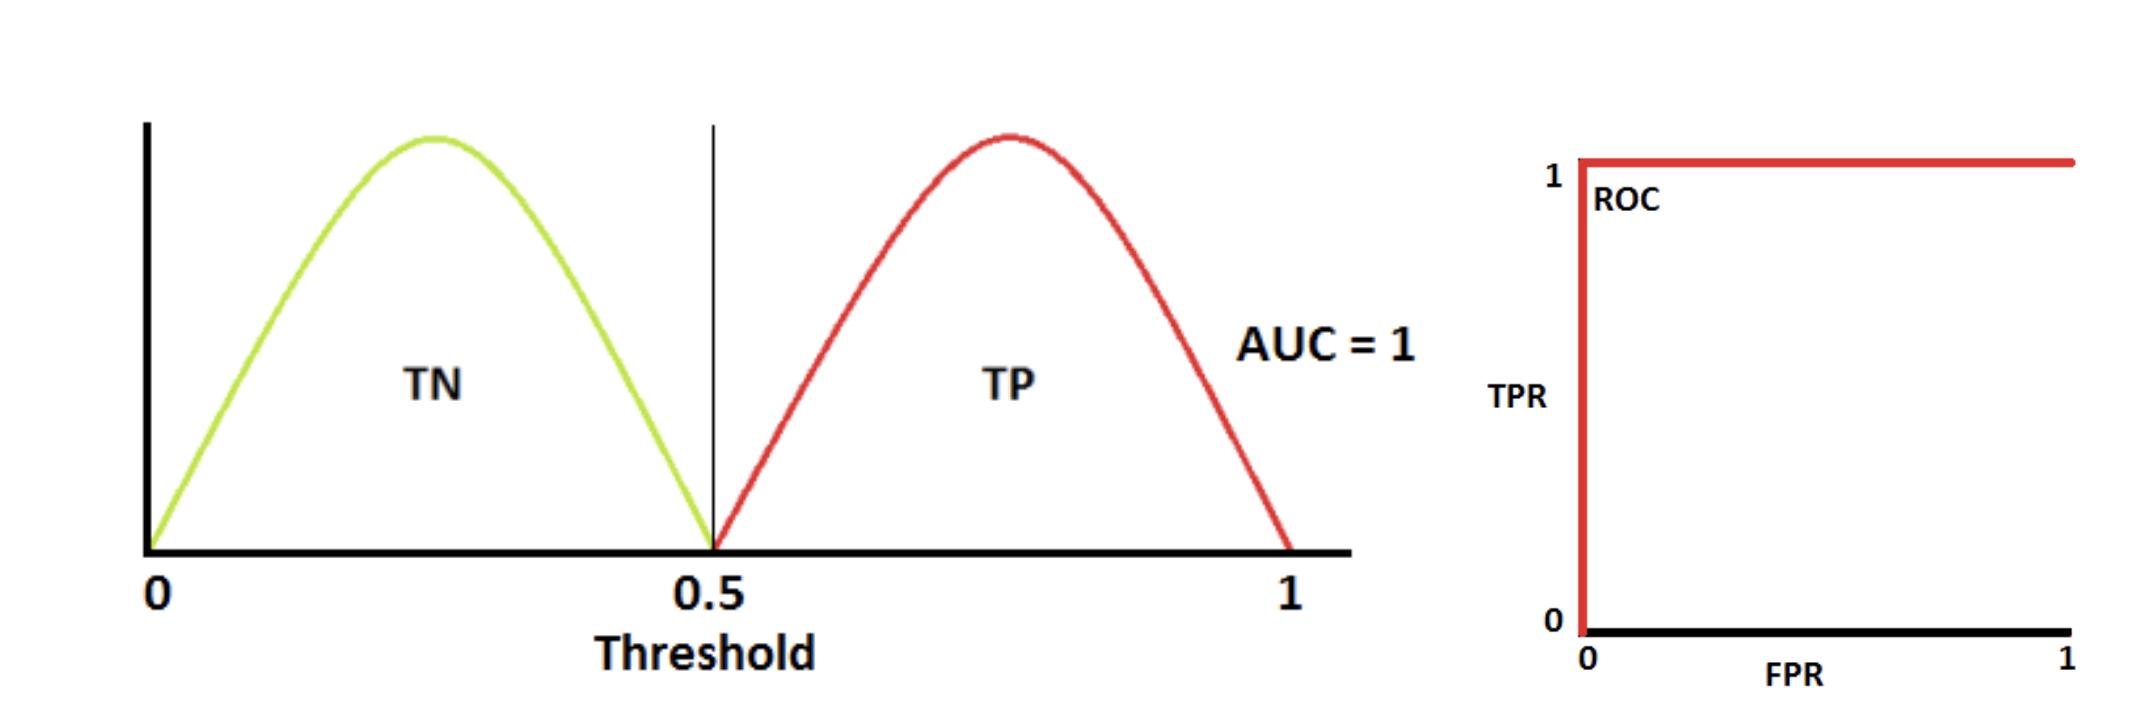 TN
TP
AUC = 1
0
0.5
1
Threshold
1
ROC
TPR
0
0
1
FPR